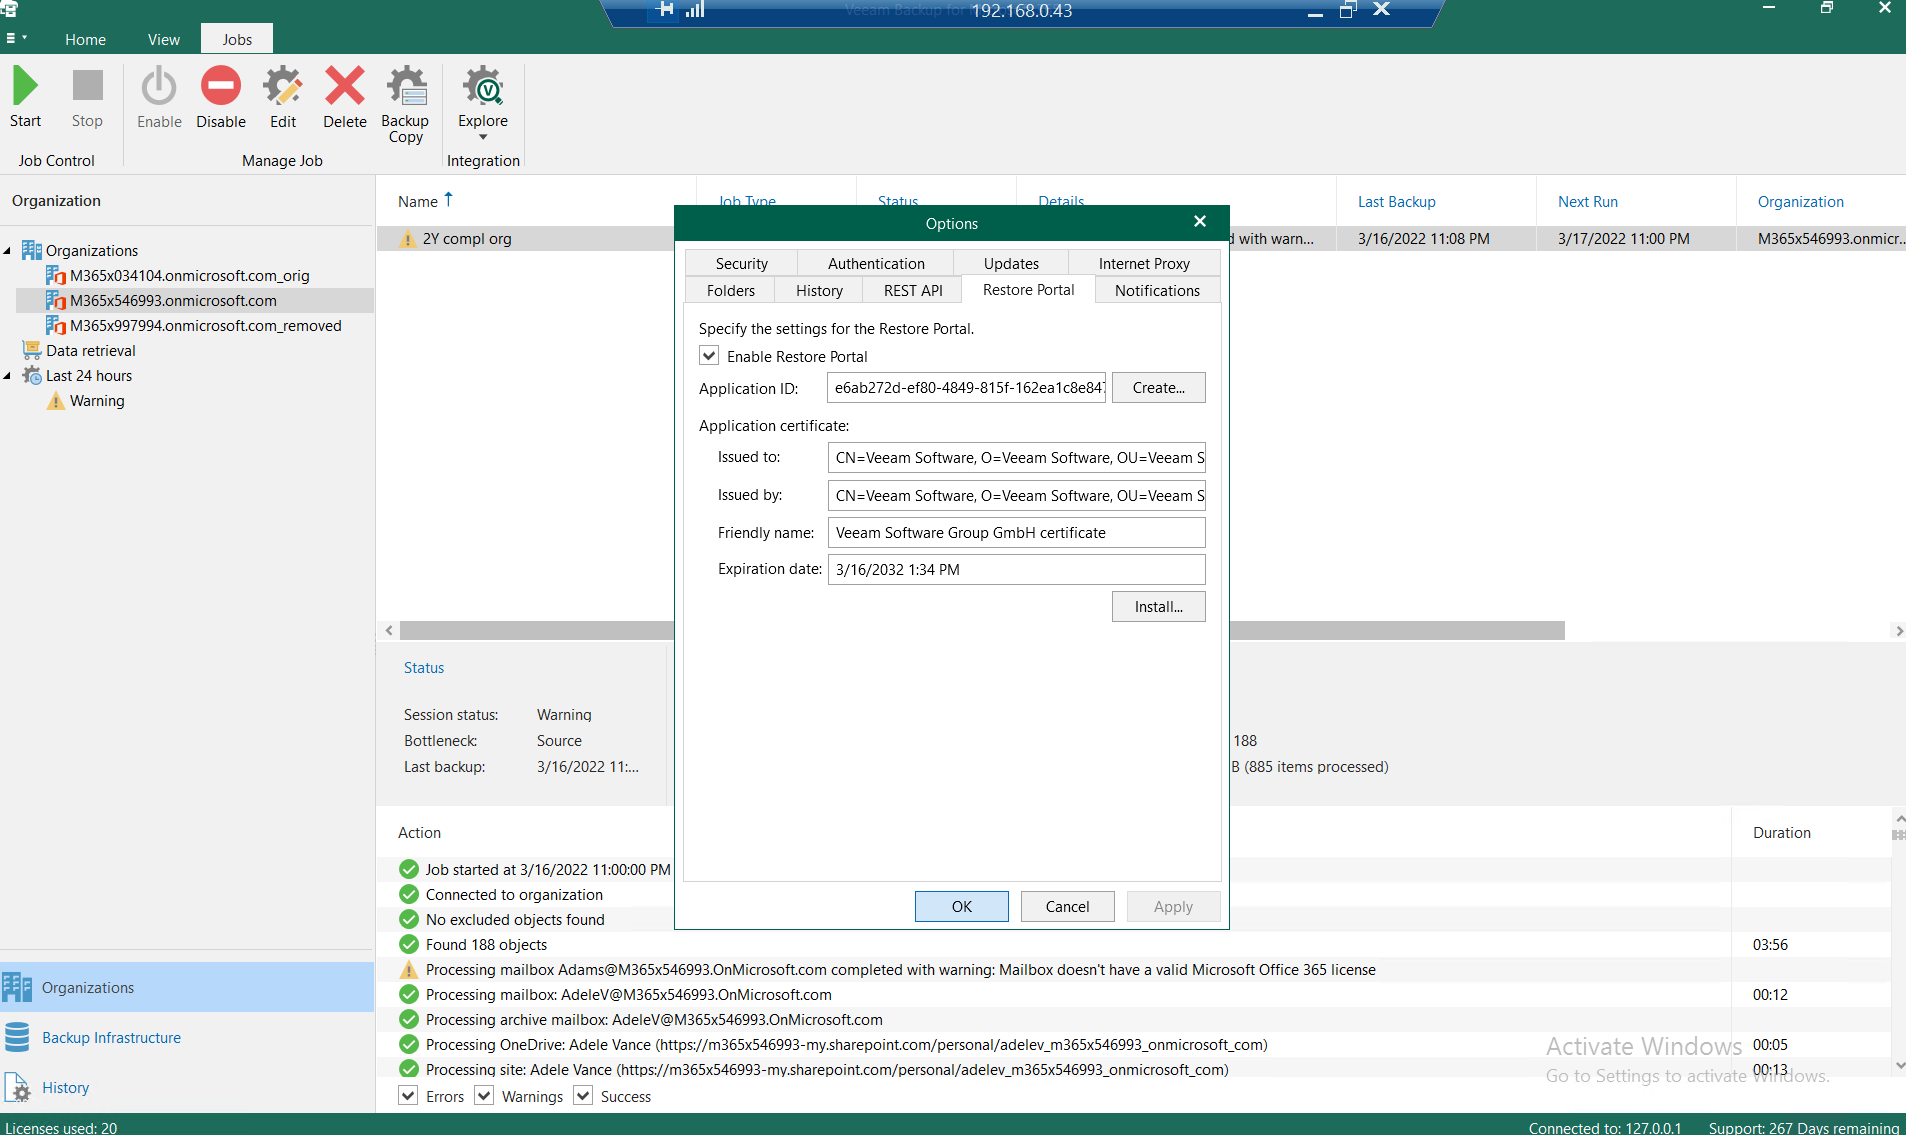 Veeam Backup for
192.168.0.43
Home
View
Jobs
Start
Stop
Enable
Disable
Edit
Delete
Backup
Copy
Explore
Job Control
Manage Job
Integration
Organization
Name
Job Type
Status
Details
Last Backup
Next Run
Organization
2Y compl org
d with warn...
3/16/2022 11:08 PM
3/17/2022 11:00 PM
M365x546993.onmicr...
Organizations
M365x034104.onmicrosoft.com_orig
M365x546993.onmicrosoft.com
M365x997994.onmicrosoft.com_removed
Data retrieval
Last 24 hours
Warning
Options
Security
Authentication
Updates
Internet Proxy
Folders
History
REST API
Restore Portal
Notifications
Specify the settings for the Restore Portal.
Enable Restore Portal
Application ID:
e6ab272d-ef80-4849-815f-162ea1c8e847
Create...
Application certificate:
Issued to:
CN=Veeam Software, O=Veeam Software, OU=Veeam S
Issued by:
CN=Veeam Software, O=Veeam Software, OU=Veeam S
Friendly name:
Veeam Software Group GmbH certificate
Expiration date:
3/16/2032 1:34 PM
Install...
OK
Cancel
Apply
Status
Session status:
Warning
Bottleneck:
Source
188
Last backup:
3/16/2022 11:...
B (885 items processed)
Action
Duration
Job started at 3/16/2022 11:00:00 PM
Connected to organization
No excluded objects found
Found 188 objects
03:56
Processing mailbox Adams@M365x546993.OnMicrosoft.com completed with warning: Mailbox doesn't have a valid Microsoft Office 365 license
Processing mailbox: AdeleV@M365x546993.OnMicrosoft.com
00:12
Processing archive mailbox: AdeleV@M365x546993.OnMicrosoft.com
Processing OneDrive: Adele Vance (https://m365x546993-my.sharepoint.com/personal/adelev_m365x546993_onmicrosoft_com)
00:05
Processing site: Adele Vance (https://m365x546993-my.sharepoint.com/personal/adelev_m365x546993_onmicrosoft_com)
00:13
Errors
Warnings
Success
Organizations
Backup Infrastructure
History
Activate Windows
Go to Settings to activate Windows.
Licenses used: 20
Connected to: 127.0.0.1
Support: 267 Days remaining